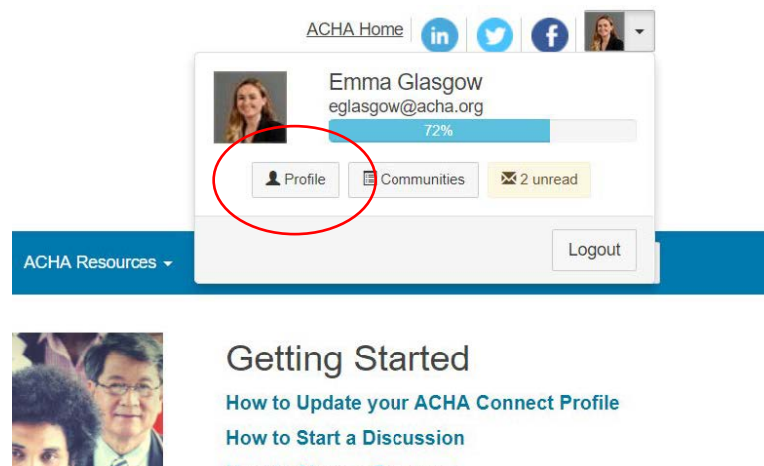 ACHA Home
in
f
Emma Glasgow
eglasgow@acha.org
72%
Profile
Communities
2 unread
Logout
ACHA Resources
Getting Started
How to Update your ACHA Connect Profile
How to Start a Discussion